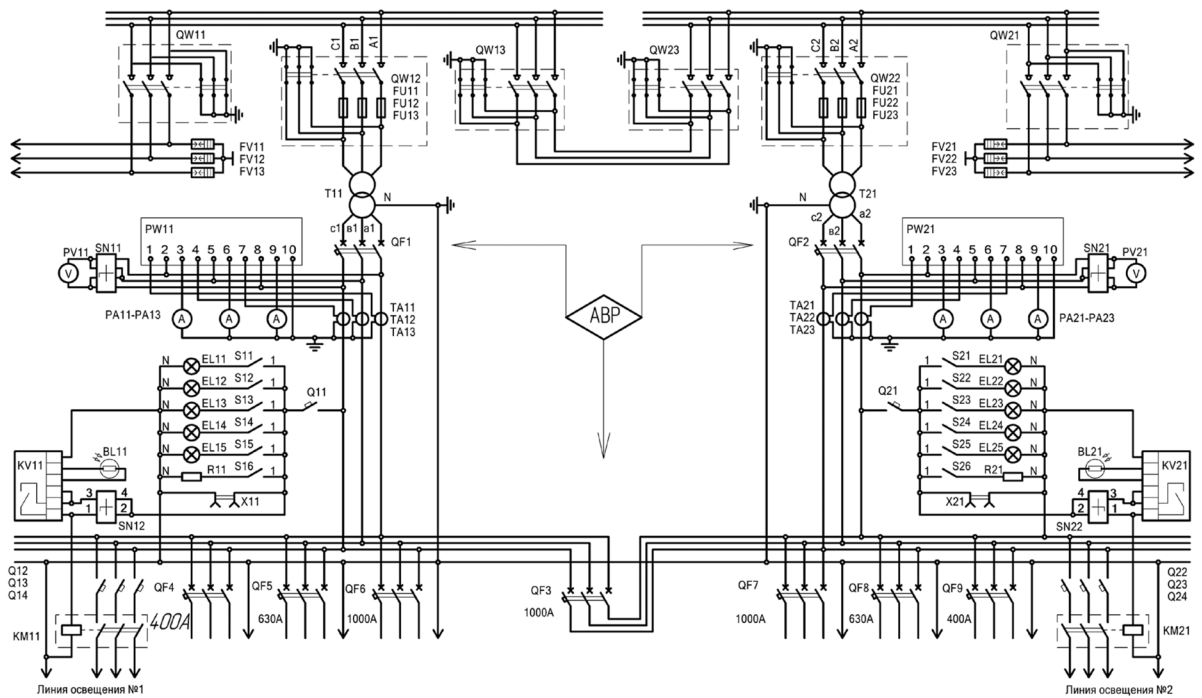 QW11
C1
B1
A1
QW12
FU11
FU12
FU13
QW13
QW23
C2
B2
A2
QW22
FU21
FU22
FU23
QW21
FV11
FV12
FV13
FV21
FV22
FV23
T11
N
T21
c1 в1 a1
QF1
c2
в2
a2
QF2
PW11
1 2 3 4 5 6 7 8 9 10
PV11
SN11
V
PW21
1 2 3 4 5 6 7 8 9 10
SN21
PV21
V
PA11-PA13
A A A
TA11
TA12
TA13
АВР
TA21
TA22
TA23
A A A
PA21-PA23
N EL11 S11 1
N EL12 S12 1
N EL13 S13 1
N EL14 S14 1
N EL15 S15 1
N R11 S16 1
X11
Q11
Q21
1 S21 EL21 N
1 S22 EL22 N
1 S23 EL23 N
1 S24 EL24 N
1 S25 EL25 N
1 S26 R21 N
X21
KV11
BL11
3 4
1 2
SN12
BL21
KV21
4 3
2 1
SN22
Q12
Q13
Q14
QF4
400А
QF5
630А
QF6
1000А
QF3
1000А
QF7
1000А
QF8
630А
QF9
400А
Q22
Q23
Q24
KM11
KM21
Линия освещения №1
Линия освещения №2